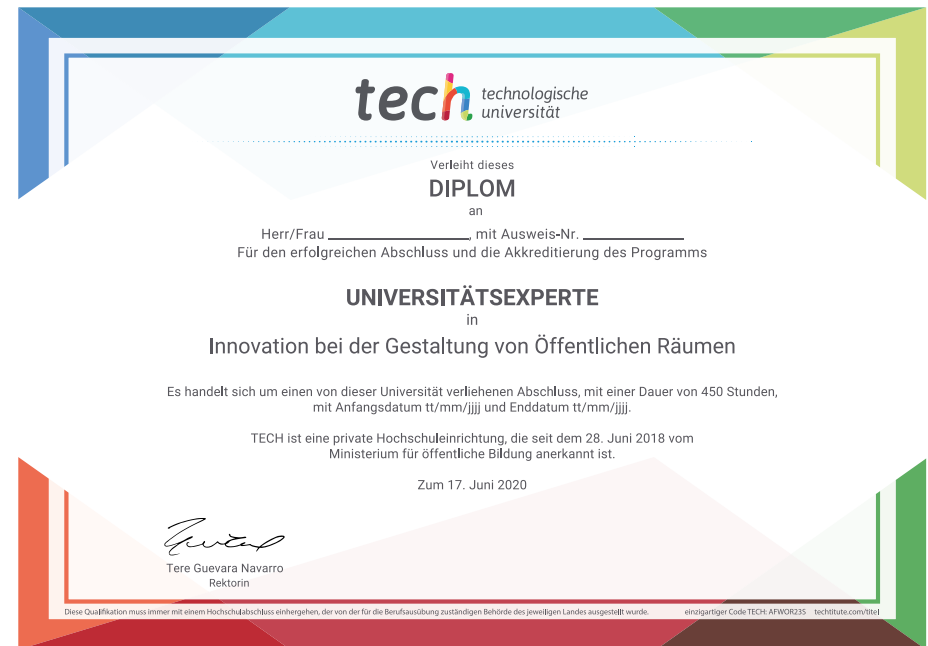 tech technologische
universität
Verleiht dieses
DIPLOM
an
Herr/Frau ____________________, mit Ausweis-Nr. ______________
Für den erfolgreichen Abschluss und die Akkreditierung des Programms
UNIVERSITÄTSEXPERTE
in
Innovation bei der Gestaltung von Öffentlichen Räumen
Es handelt sich um einen von dieser Universität verliehenen Abschluss, mit einer Dauer von 450 Stunden,
mit Anfangsdatum tt/mm/jjjj und Enddatum tt/mm/jjjj.
TECH ist eine private Hochschuleinrichtung, die seit dem 28. Juni 2018 vom
Ministerium für öffentliche Bildung anerkannt ist.
Zum 17. Juni 2020
Tere Guevara Navarro
Rektorin
Diese Qualifikation muss immer mit einem Hochschulabschluss einhergehen, der von der für die Berufsausübung zuständigen Behörde des jeweiligen Landes ausgestellt wurde. einzigartiger Code TECH: AFWOR23S techtitute.com/titel